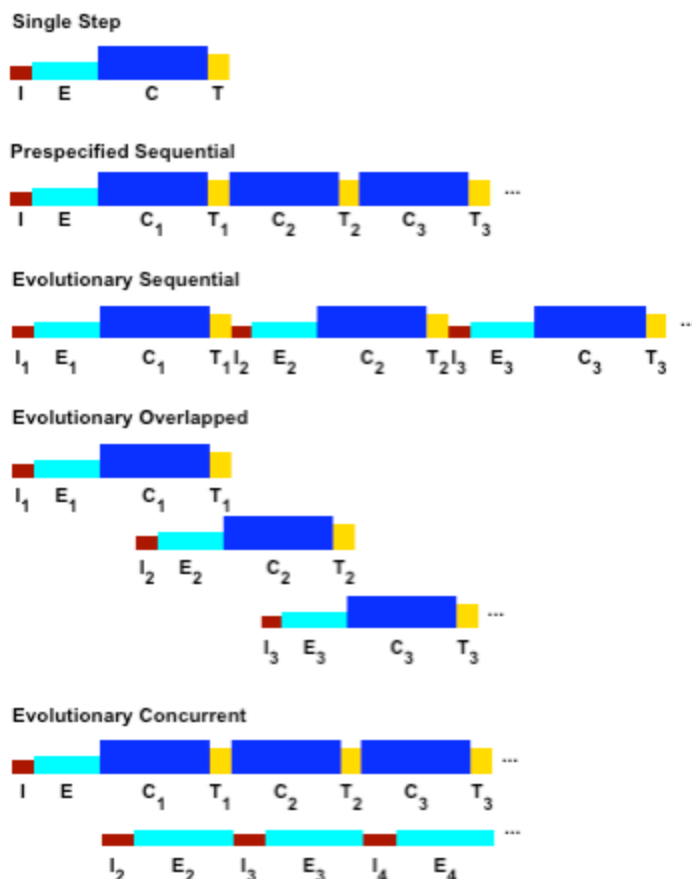 Single Step
I E C T
Prespecified Sequential
...
I E C1 T1 C2 T2 C3 T3
Evolutionary Sequential
...
I1 E1 C1 T1 I2 E2 C2 T2 I3 E3 C3 T3
Evolutionary Overlapped
I1 E1 C1 T1
I2 E2 C2 T2
...
I3 E3 C3 T3
Evolutionary Concurrent
...
I E C1 T1 C2 T2 C3 T3
...
I2 E2 I3 E3 I4 E4